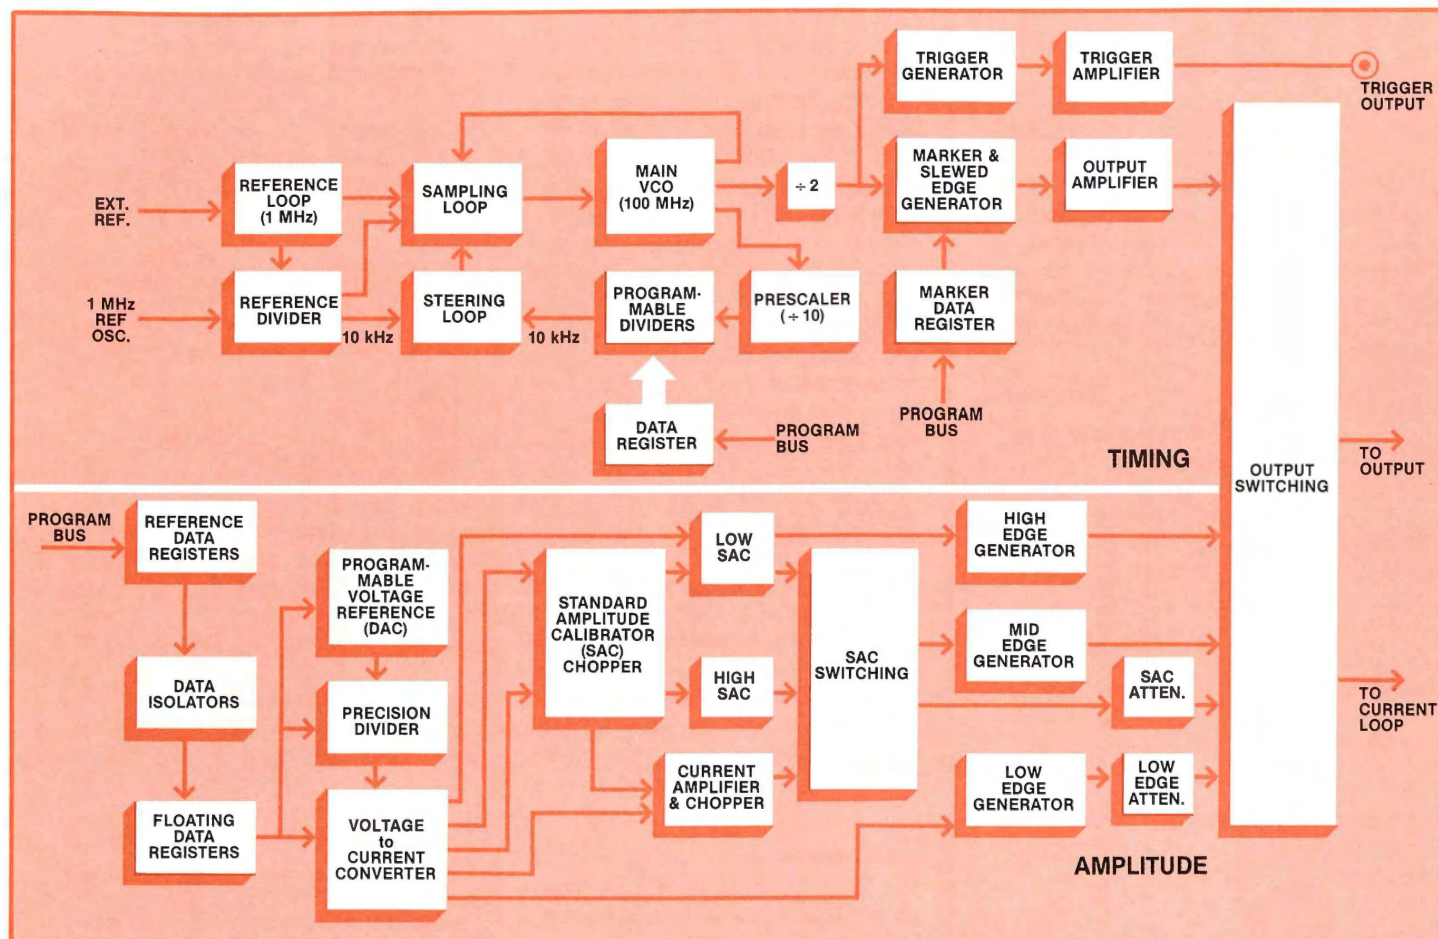 TRIGGER
GENERATOR
TRIGGER
AMPLIFIER
TRIGGER
OUTPUT
EXT.
REF.
REFERENCE
LOOP
(1 MHz)
SAMPLING
LOOP
MAIN
VCO
(100 MHz)
÷ 2
MARKER &
SLEWED
EDGE
GENERATOR
OUTPUT
AMPLIFIER
1 MHz
REF
OSC.
REFERENCE
DIVIDER
10 kHz
STEERING
LOOP
10 kHz
PROGRAM-
MABLE
DIVIDERS
PRESCALER
(÷ 10)
MARKER
DATA
REGISTER
DATA
REGISTER
PROGRAM
BUS
PROGRAM
BUS
TIMING
OUTPUT
SWITCHING
TO
OUTPUT
TO
CURRENT
LOOP
PROGRAM
BUS
REFERENCE
DATA
REGISTERS
DATA
ISOLATORS
FLOATING
DATA
REGISTERS
PROGRAM-
MABLE
VOLTAGE
REFERENCE
(DAC)
PRECISION
DIVIDER
VOLTAGE
to
CURRENT
CONVERTER
STANDARD
AMPLITUDE
CALIBRATOR
(SAC)
CHOPPER
LOW
SAC
HIGH
SAC
CURRENT
AMPLIFIER
& CHOPPER
SAC
SWITCHING
HIGH
EDGE
GENERATOR
MID
EDGE
GENERATOR
SAC
ATTEN.
LOW
EDGE
GENERATOR
LOW
EDGE
ATTEN.
AMPLITUDE